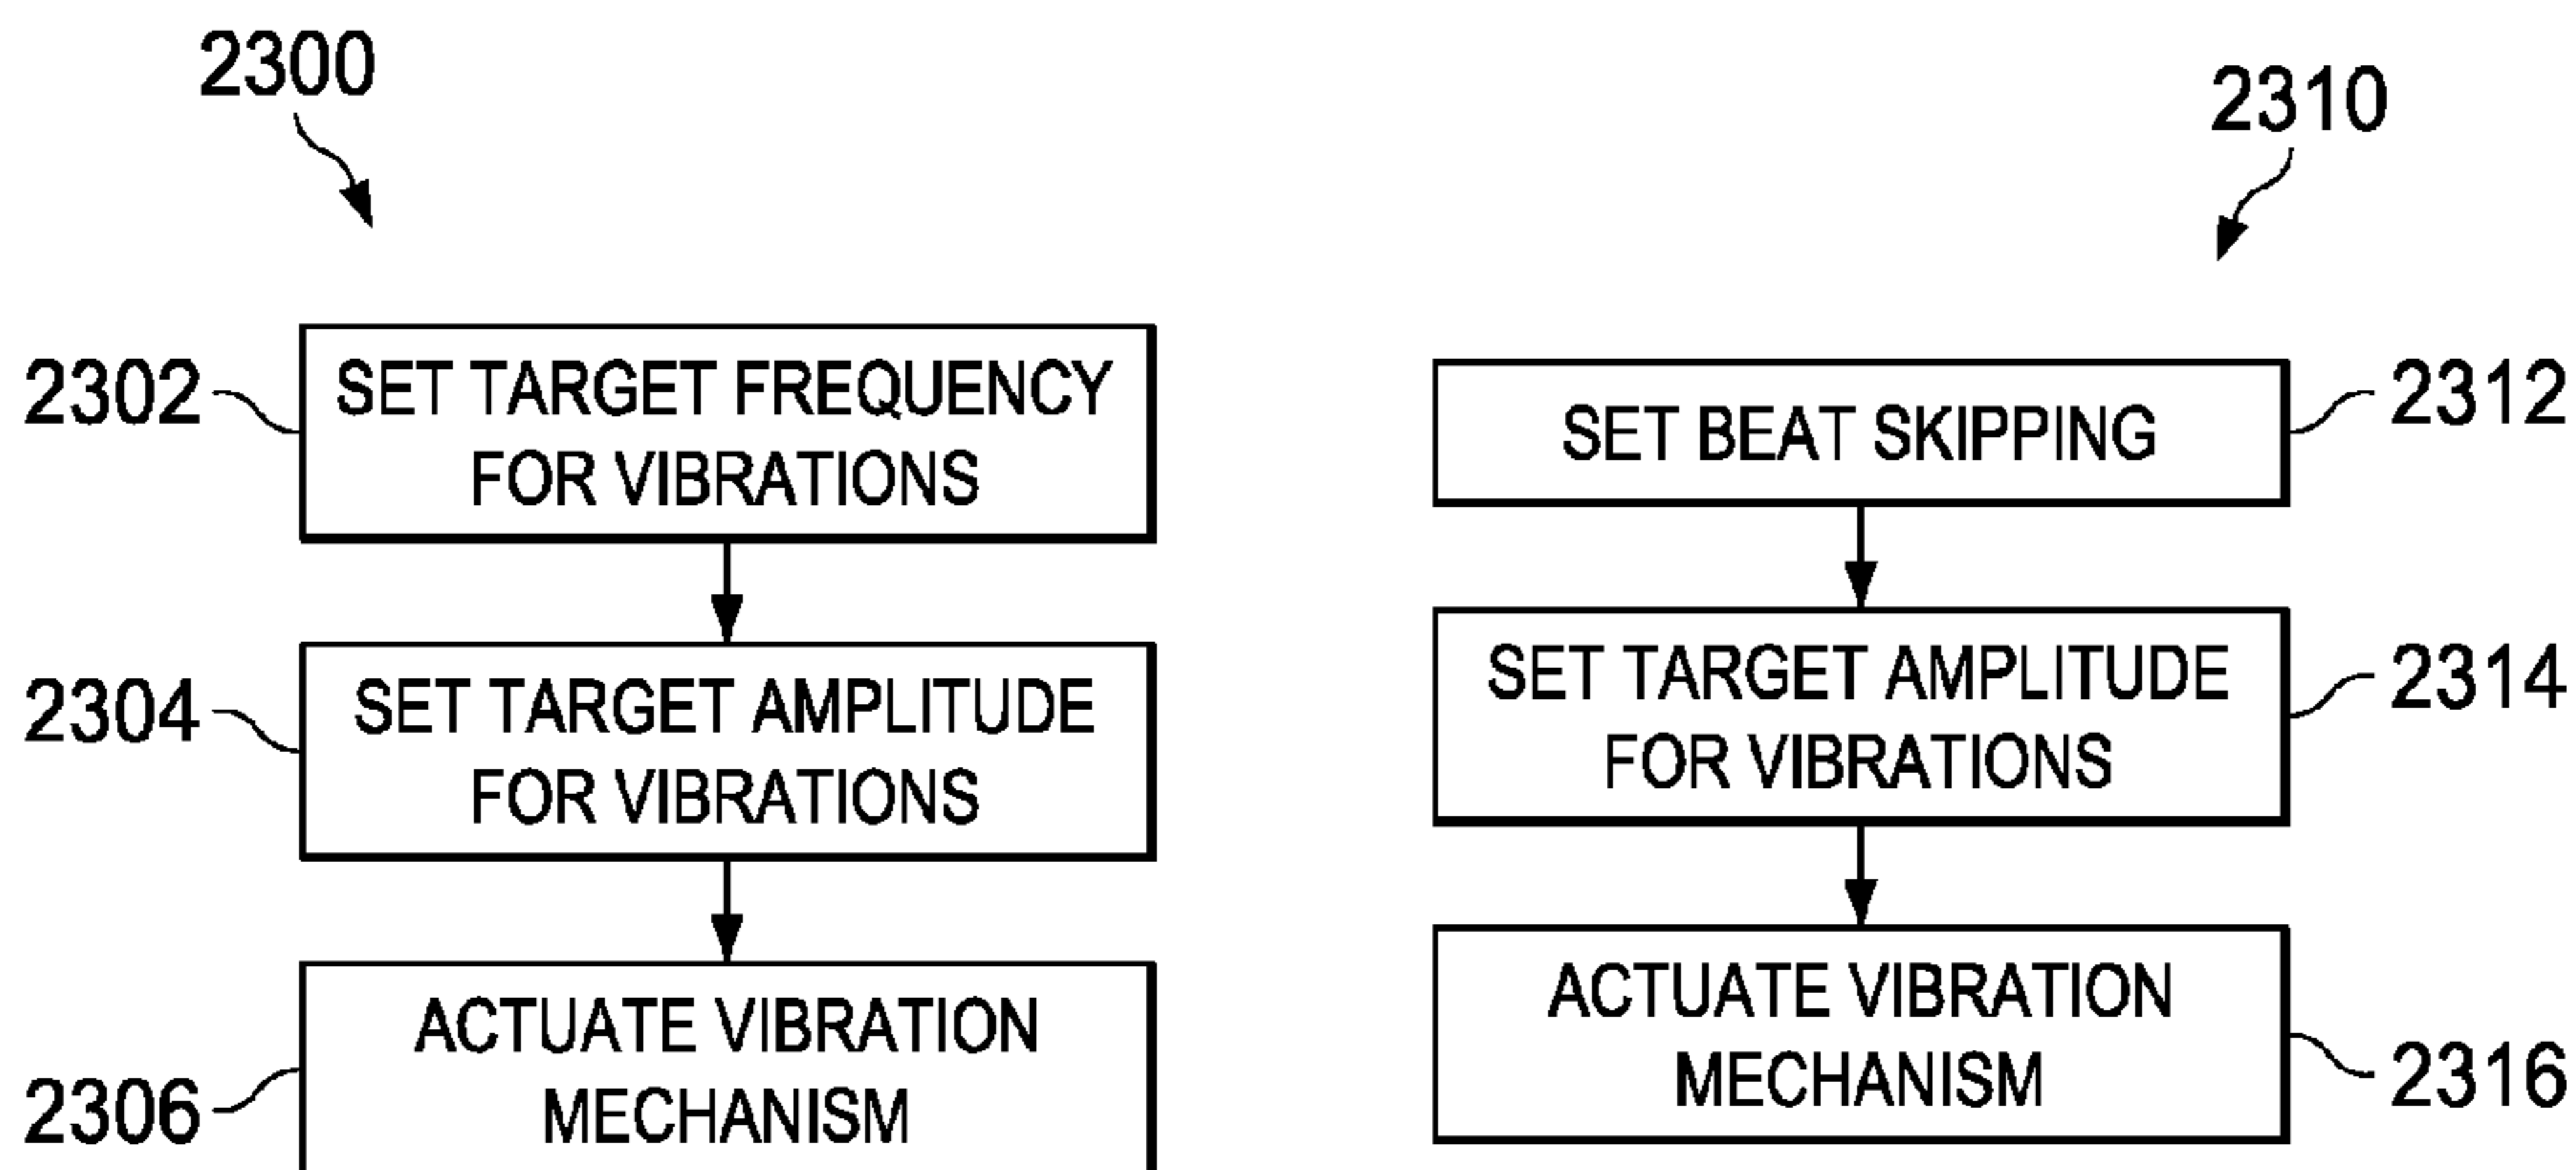 2300
2302
SET TARGET FREQUENCY
FOR VIBRATIONS
2304
SET TARGET AMPLITUDE
FOR VIBRATIONS
2306
ACTUATE VIBRATION
MECHANISM
2310
SET BEAT SKIPPING
2312
SET TARGET AMPLITUDE
FOR VIBRATIONS
2314
ACTUATE VIBRATION
MECHANISM
2316